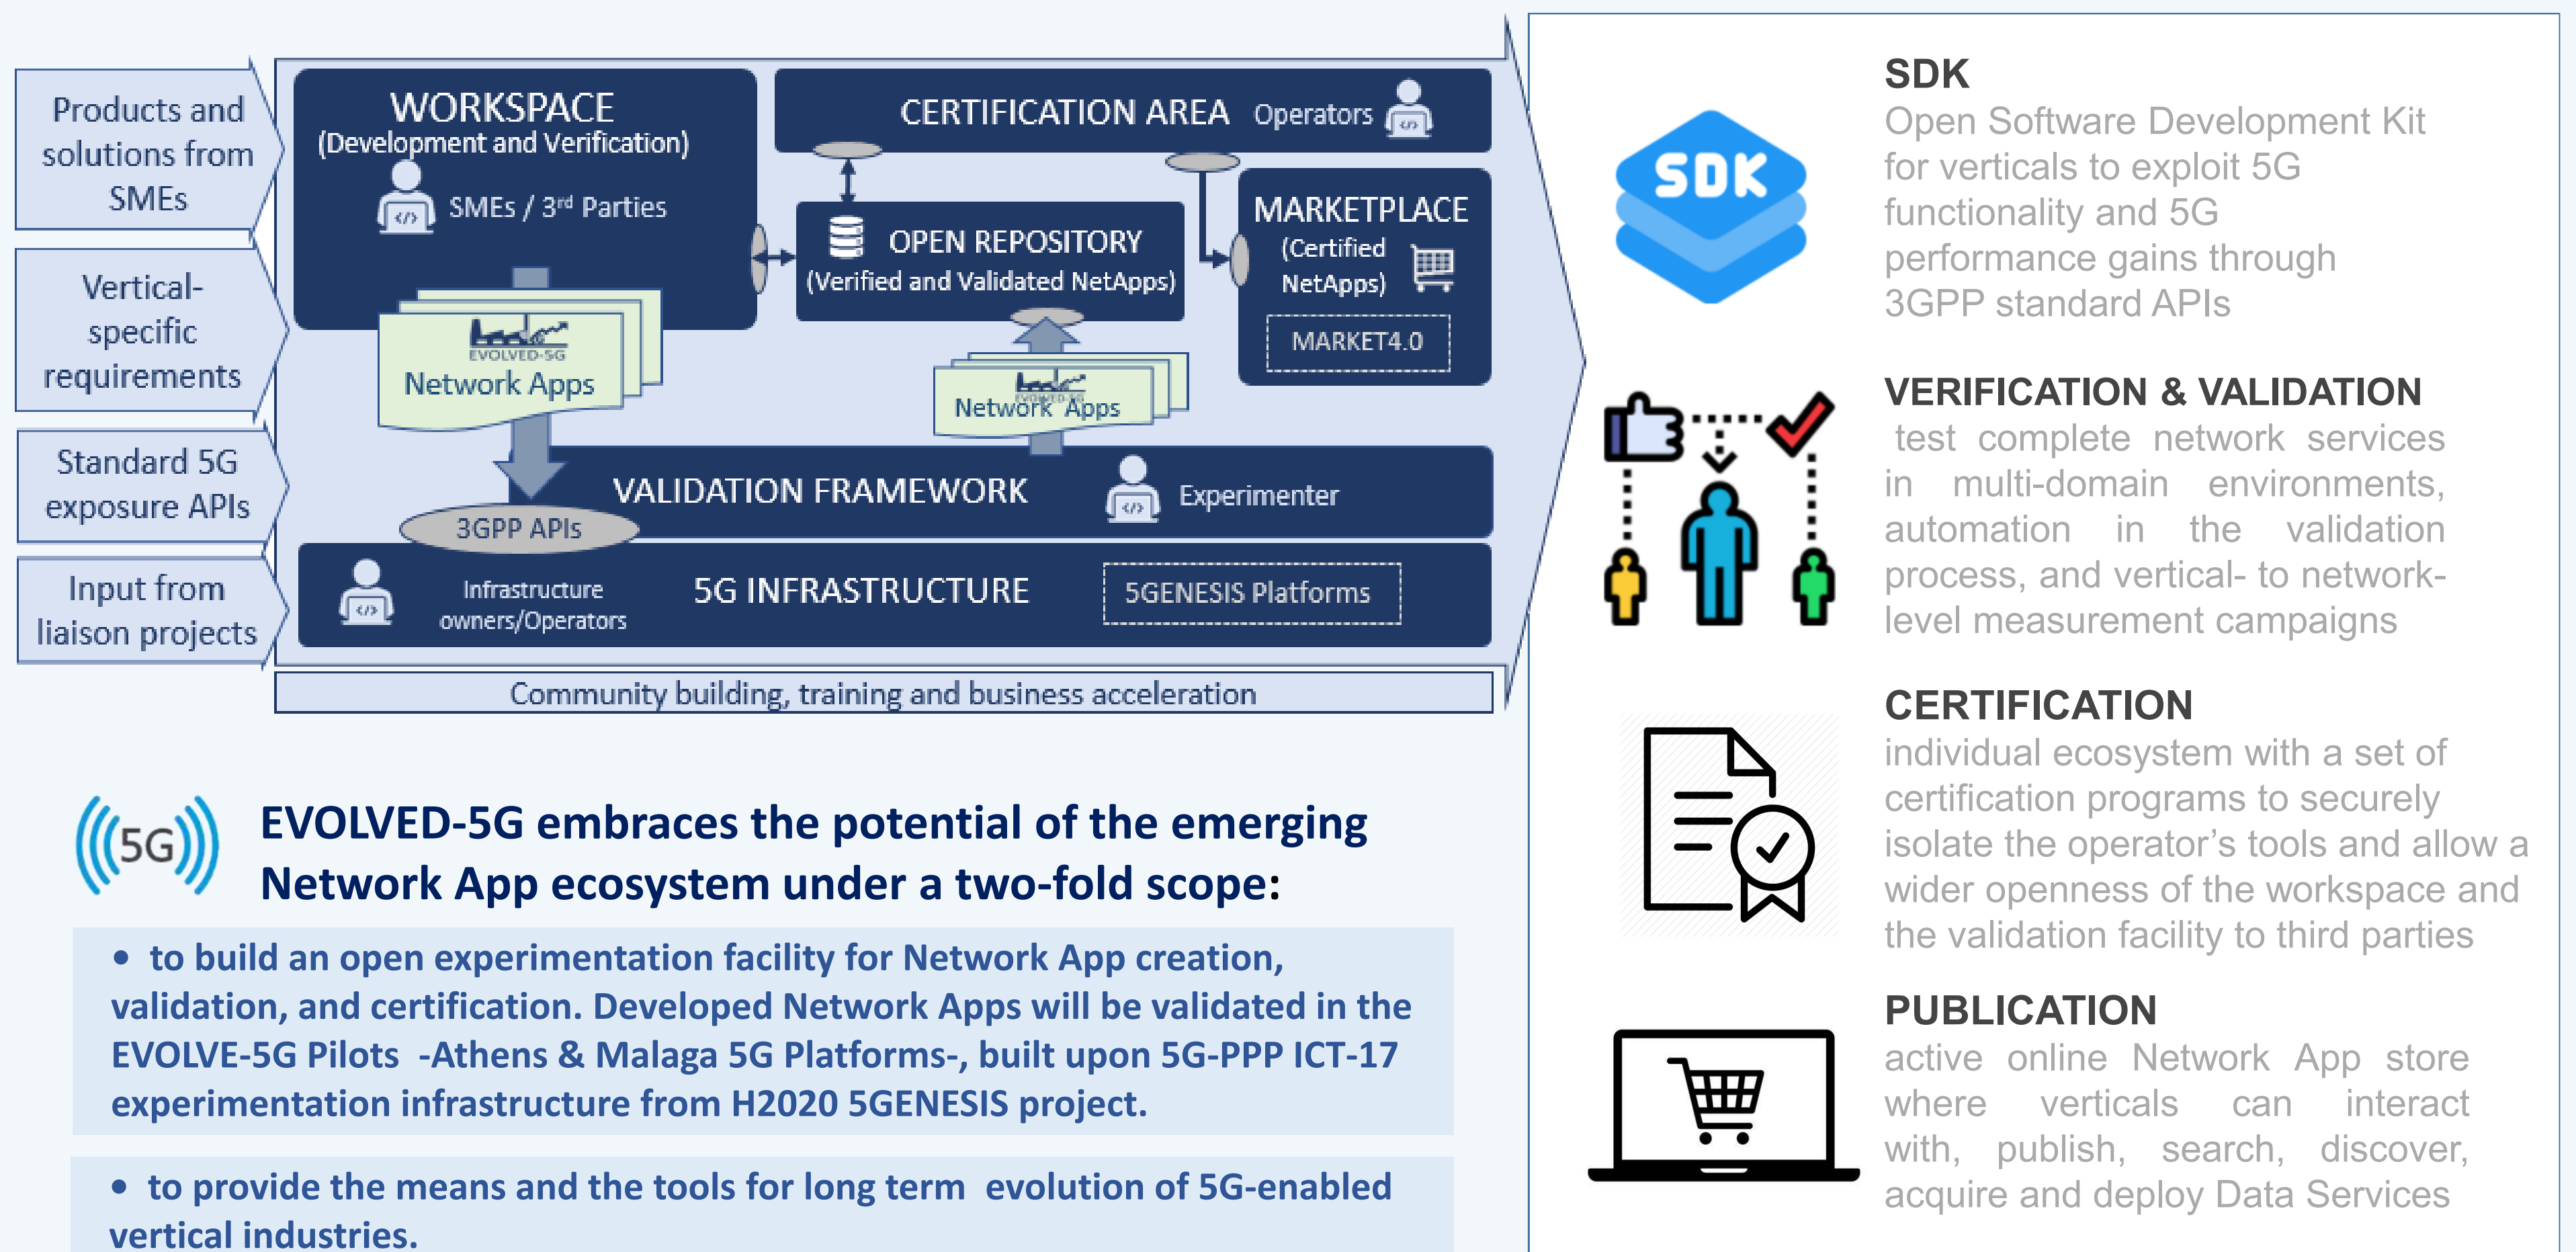 Products and
solutions from
SMEs
Vertical-
specific
requirements
Standard 5G
exposure APIs
Input from
liaison projects
WORKSPACE
(Development and Verification)
SMEs / 3rd Parties
EVOLVED-5G
Network Apps
CERTIFICATION AREA Operators
OPEN REPOSITORY
(Verified and Validated NetApps)
MARKETPLACE
(Certified
NetApps)
MARKET4.0
EVOLVED-5G
Network Apps
VALIDATION FRAMEWORK Experimenter
3GPP APIs
Infrastructure
owners/Operators
5G INFRASTRUCTURE
5GENESIS Platforms
Community building, training and business acceleration
5G
EVOLVED-5G embraces the potential of the emerging
Network App ecosystem under a two-fold scope:
• to build an open experimentation facility for Network App creation,
validation, and certification. Developed Network Apps will be validated in the
EVOLVE-5G Pilots -Athens & Malaga 5G Platforms-, built upon 5G-PPP ICT-17
experimentation infrastructure from H2020 5GENESIS project.
• to provide the means and the tools for long term evolution of 5G-enabled
vertical industries.
SDK
SDK
Open Software Development Kit
for verticals to exploit 5G
functionality and 5G
performance gains through
3GPP standard APIs
VERIFICATION & VALIDATION
test complete network services
in multi-domain environments,
automation in the validation
process, and vertical- to network-
level measurement campaigns
CERTIFICATION
individual ecosystem with a set of
certification programs to securely
isolate the operator’s tools and allow a
wider openness of the workspace and
the validation facility to third parties
PUBLICATION
active online Network App store
where verticals can interact
with, publish, search, discover,
acquire and deploy Data Services